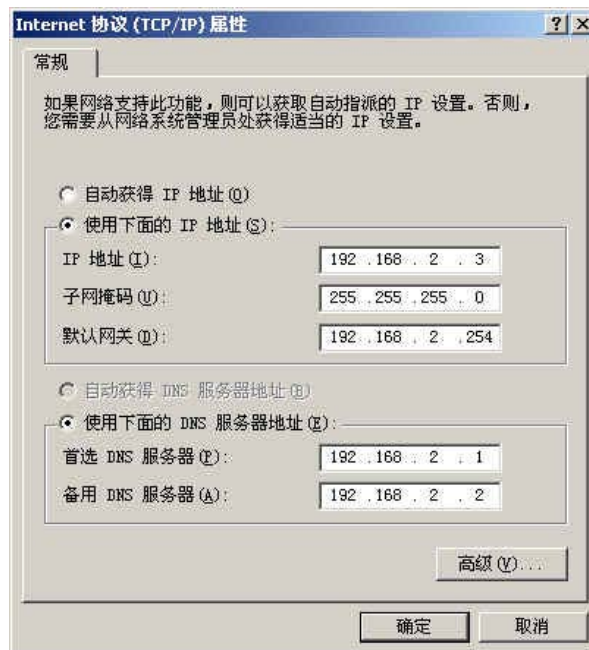 Internet 协议 (TCP/IP) 属性
常规
如果网络支持此功能，则可以获取自动指派的 IP 设置。否则，
您需要从网络系统管理员处获得适当的 IP 设置。
自动获得 IP 地址(O)
使用下面的 IP 地址(S):
IP 地址(I): 192 .168 . 2 . 3
子网掩码(U): 255 .255 .255 . 0
默认网关(D): 192 .168 . 2 .254
自动获得 DNS 服务器地址(B)
使用下面的 DNS 服务器地址(E):
首选 DNS 服务器(P): 192 .168 . 2 . 1
备用 DNS 服务器(A): 192 .168 . 2 . 2
高级(V)...
确定 取消